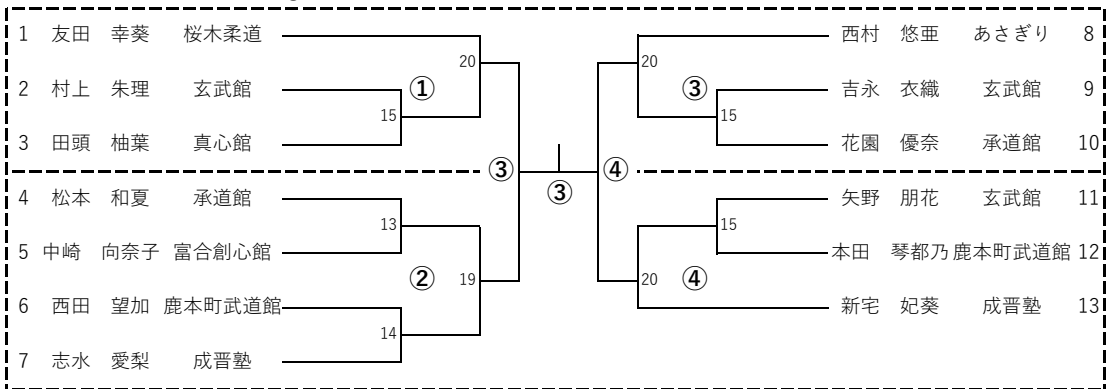 1 友田 幸葵 桜木柔道
20
2 村上 朱理 玄武館
①
15
3 田頭 柚葉 真心館
③
4 松本 和夏 承道館
13
5 中崎 向奈子 富合創心館
②
19
6 西田 望加 鹿本町武道館
14
7 志水 愛梨 成晋塾
③
西村 悠亜 あさぎり 8
20
③
吉永 衣織 玄武館 9
15
花園 優奈 承道館 10
④
矢野 朋花 玄武館 11
15
本田 琴都乃 鹿本町武道館 12
20
④
新宅 妃葵 成晋塾 13